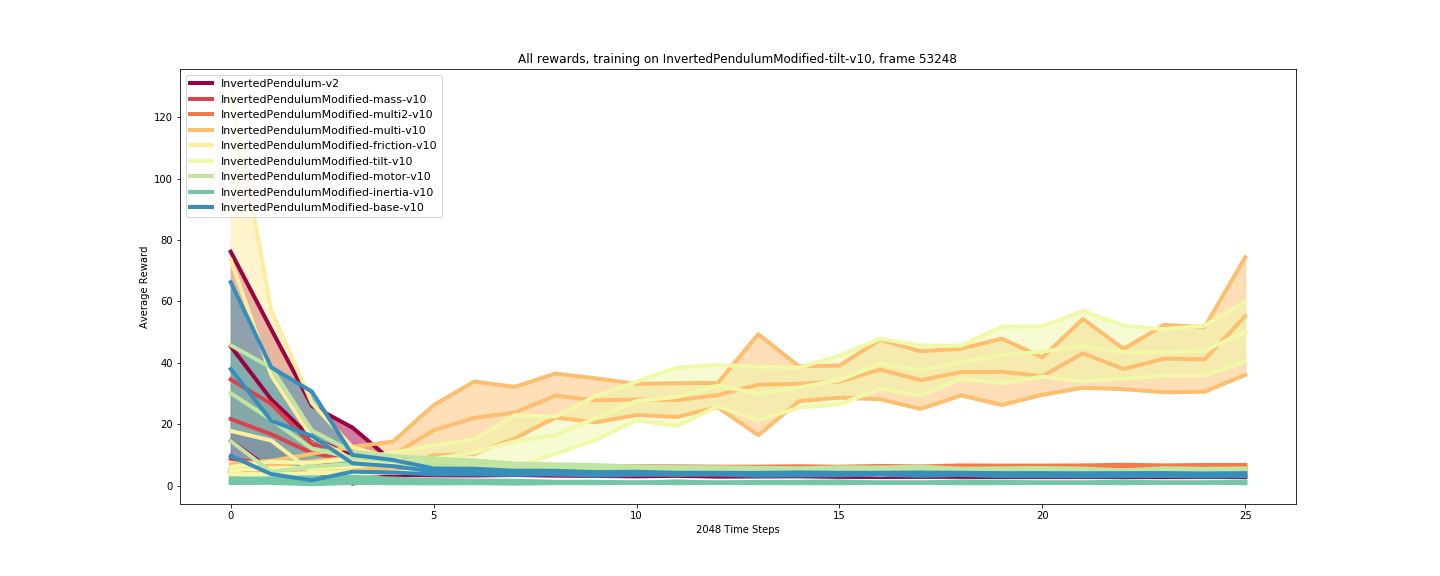 All rewards, training on InvertedPendulumModified-tilt-v10, frame 53248
InvertedPendulum-v2
InvertedPendulumModified-mass-v10
InvertedPendulumModified-multi2-v10
InvertedPendulumModified-multi-v10
InvertedPendulumModified-friction-v10
InvertedPendulumModified-tilt-v10
InvertedPendulumModified-motor-v10
InvertedPendulumModified-inertia-v10
InvertedPendulumModified-base-v10
Average Reward
120
100
80
60
40
20
0
0 5 10 15 20 25
2048 Time Steps